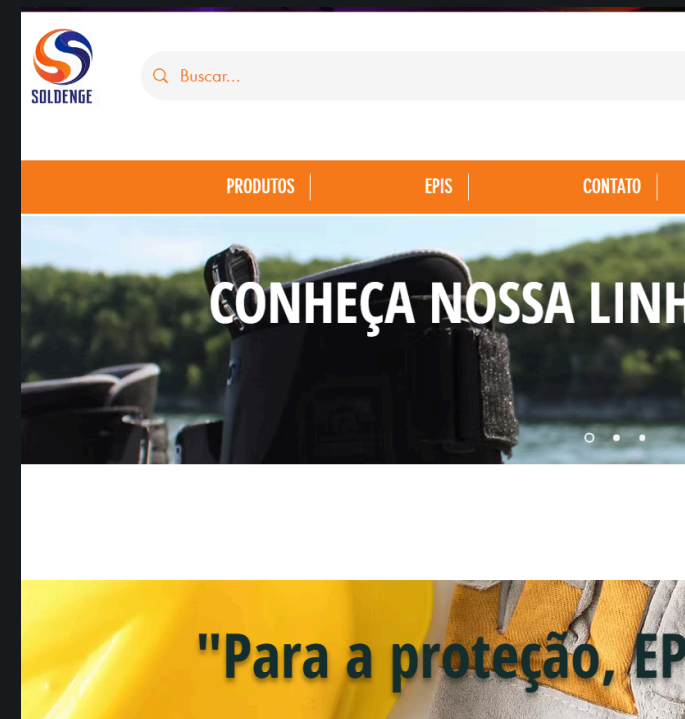 SOLDENGE
Buscar...
PRODUTOS
EPIS
CONTATO
CONHEÇA NOSSA LINH
"Para a proteção, EP